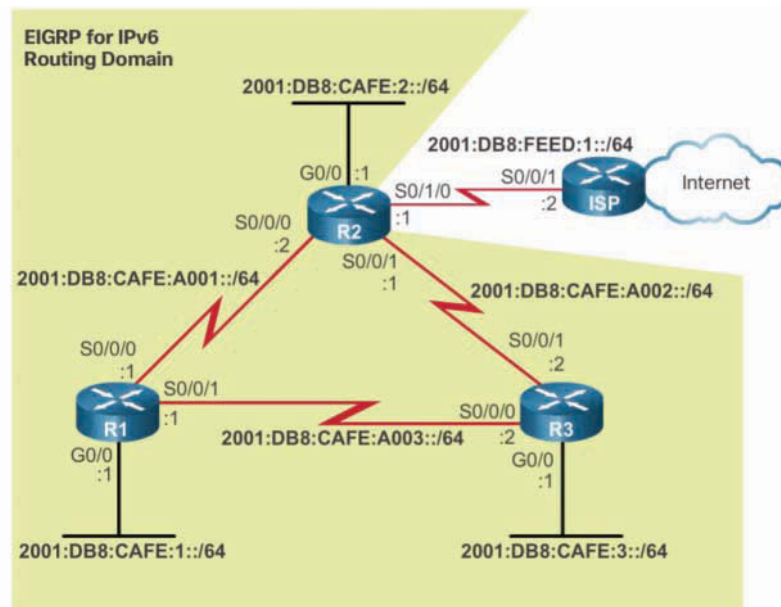 EIGRP for IPv6
Routing Domain
2001:DB8:CAFE:2::/64
2001:DB8:FEED:1::/64
G0/0
:1
S0/1/0
:1
S0/0/1
:2
ISP
Internet
S0/0/0
:2
R2
S0/0/1
:1
2001:DB8:CAFE:A001::/64
2001:DB8:CAFE:A002::/64
S0/0/0
:1
S0/0/1
:2
S0/0/1
:1
R1
S0/0/0
:2
R3
2001:DB8:CAFE:A003::/64
G0/0
:1
G0/0
:1
2001:DB8:CAFE:1::/64
2001:DB8:CAFE:3::/64